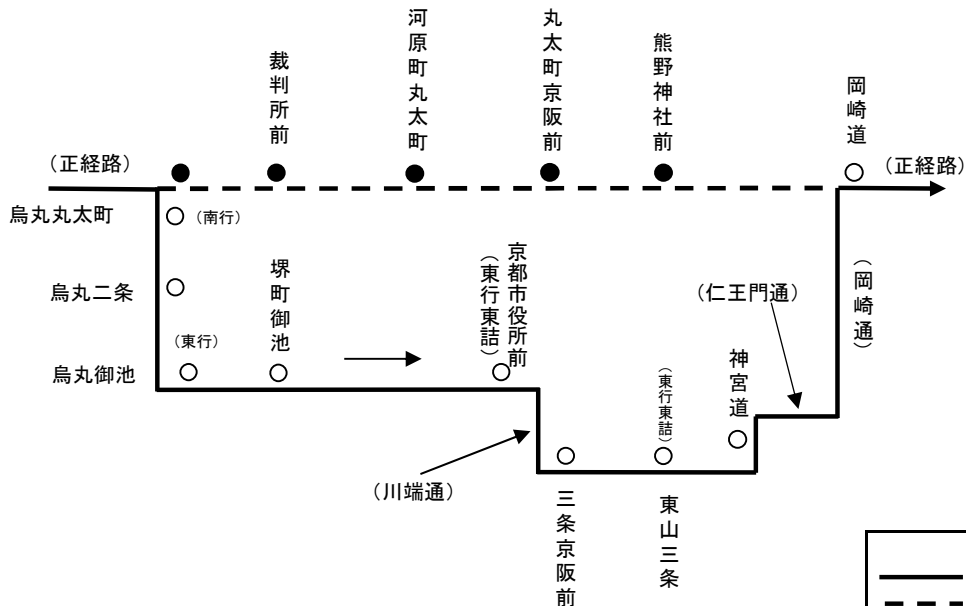 裁判所前
河原町丸太町
丸太町京阪前
熊野神社前
岡崎道
(正経路)
(正経路)
烏丸丸太町
(南行)
烏丸二条
堺町御池
京都市役所前
(東行東詰)
(仁王門通)
(岡崎通)
(東行)
烏丸御池
(東行東詰)
神宮道
(川端通)
三条京阪前
東山三条